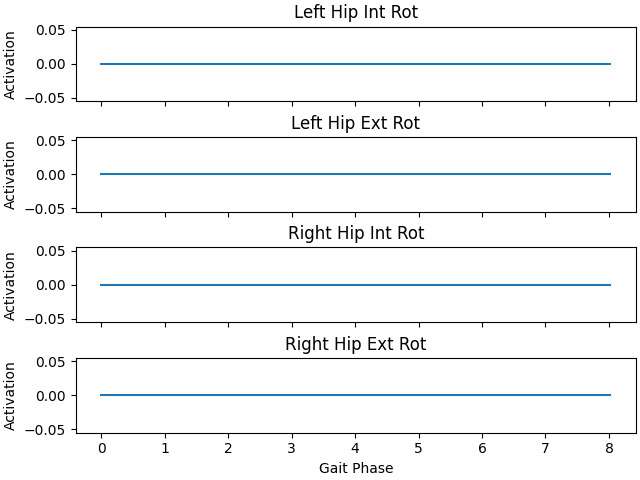 Left Hip Int Rot
Activation
0.05
0.00
−0.05
Left Hip Ext Rot
Activation
0.05
0.00
−0.05
Right Hip Int Rot
Activation
0.05
0.00
−0.05
Right Hip Ext Rot
Activation
0.05
0.00
−0.05
0 1 2 3 4 5 6 7 8
Gait Phase